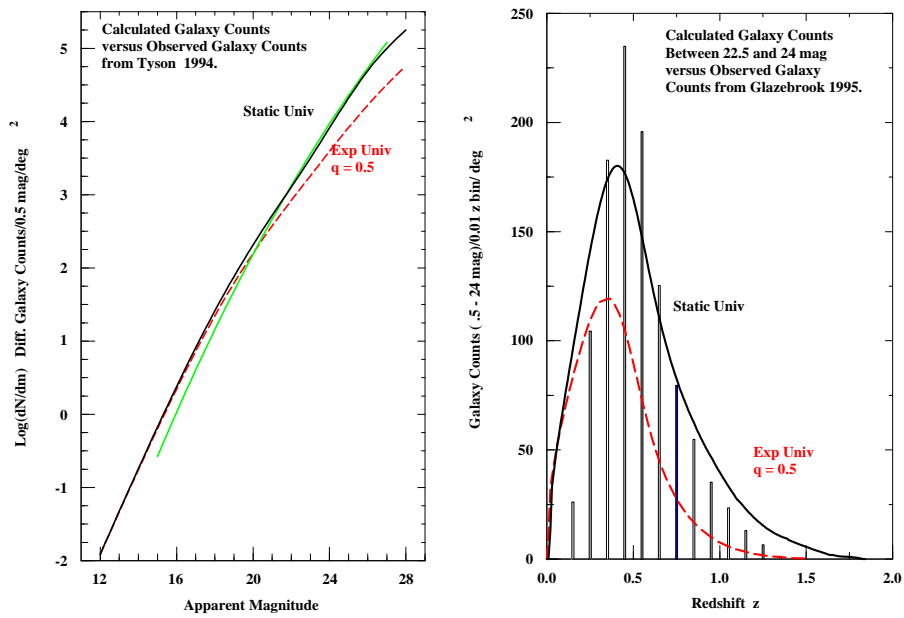 Calculated Galaxy Counts
versus Observed Galaxy Counts
from Tyson 1994.
Static Univ
Exp Univ
q = 0.5
Log(dN/dm) Diff. Galaxy Counts/0.5 mag/deg 2
5
4
3
2
1
0
-1
-2
12 16 20 24 28
Apparent Magnitude
Calculated Galaxy Counts
Between 22.5 and 24 mag
versus Observed Galaxy
Counts from Glazebrook 1995.
Static Univ
Exp Univ
q = 0.5
Galaxy Counts ( .5 - 24 mag)/0.01 z bin/ deg 2
250
200
150
100
50
0
0.0 0.5 1.0 1.5 2.0
Redshift z